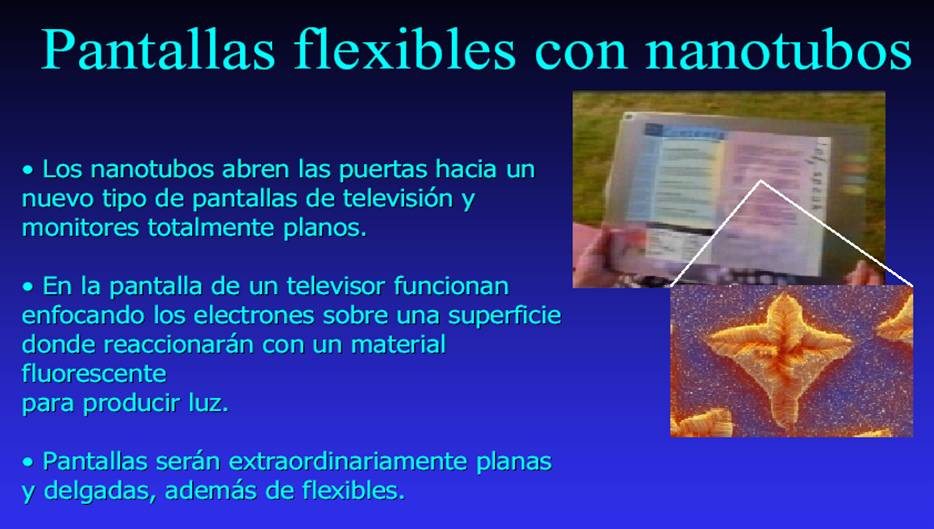 Pantallas flexibles con nanotubos
• Los nanotubos abren las puertas hacia un
nuevo tipo de pantallas de televisión y
monitores totalmente planos.
• En la pantalla de un televisor funcionan
enfocando los electrones sobre una superficie
donde reaccionarán con un material
fluorescente
para producir luz.
• Pantallas serán extraordinariamente planas
y delgadas, además de flexibles.